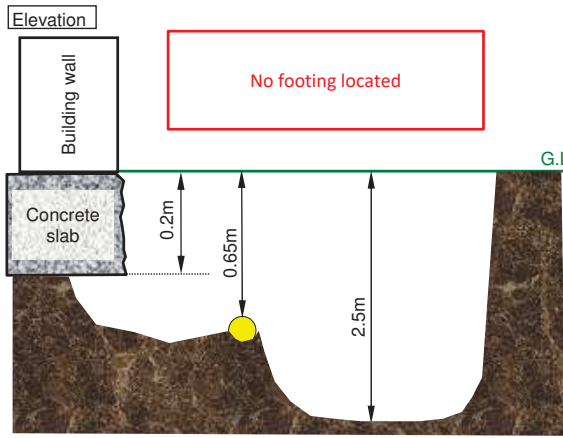 Elevation
Building wall
No footing located
G.L
Concrete
slab
0.2m
0.65m
2.5m